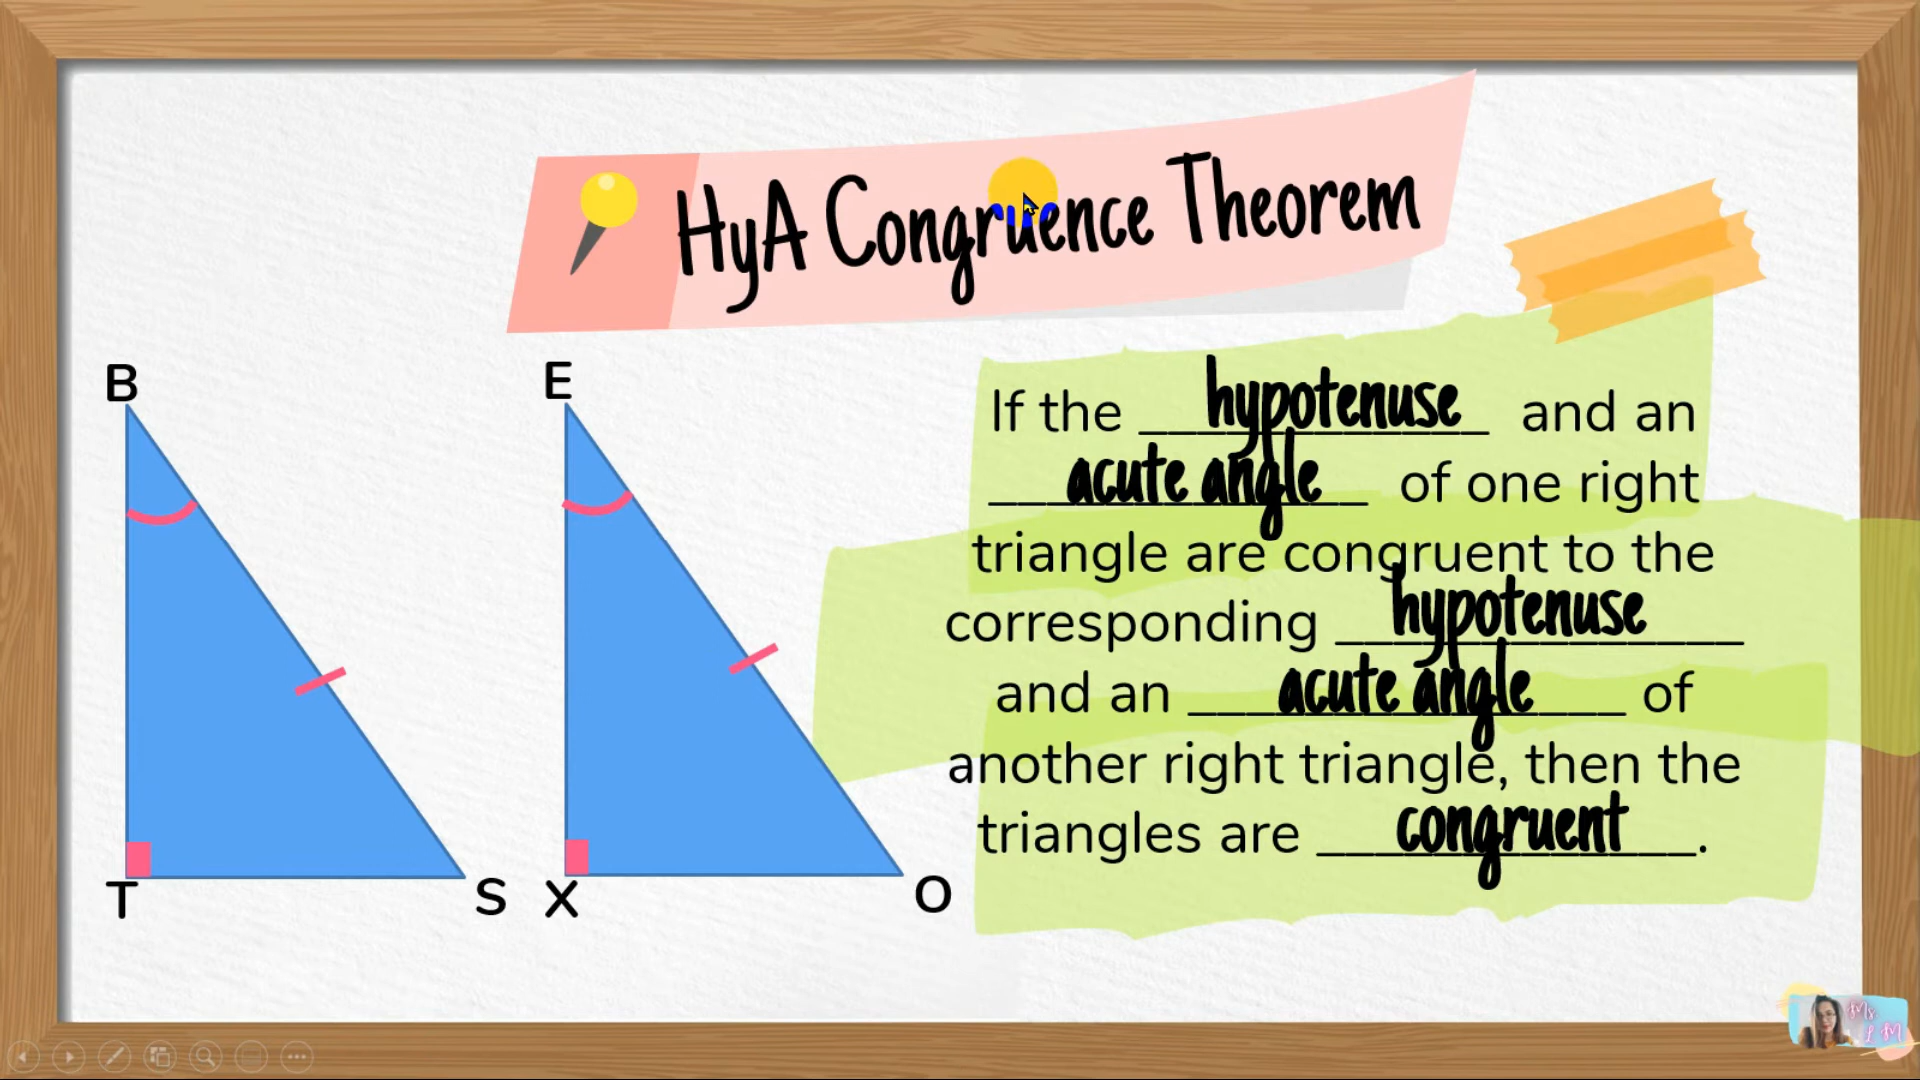 HyA Congruence Theorem
B
E
T
S
X
O
If the hypotenuse and an
acute angle of one right
triangle are congruent to the
corresponding hypotenuse
and an acute angle of
another right triangle, then the
triangles are congruent.
Ms.
L M